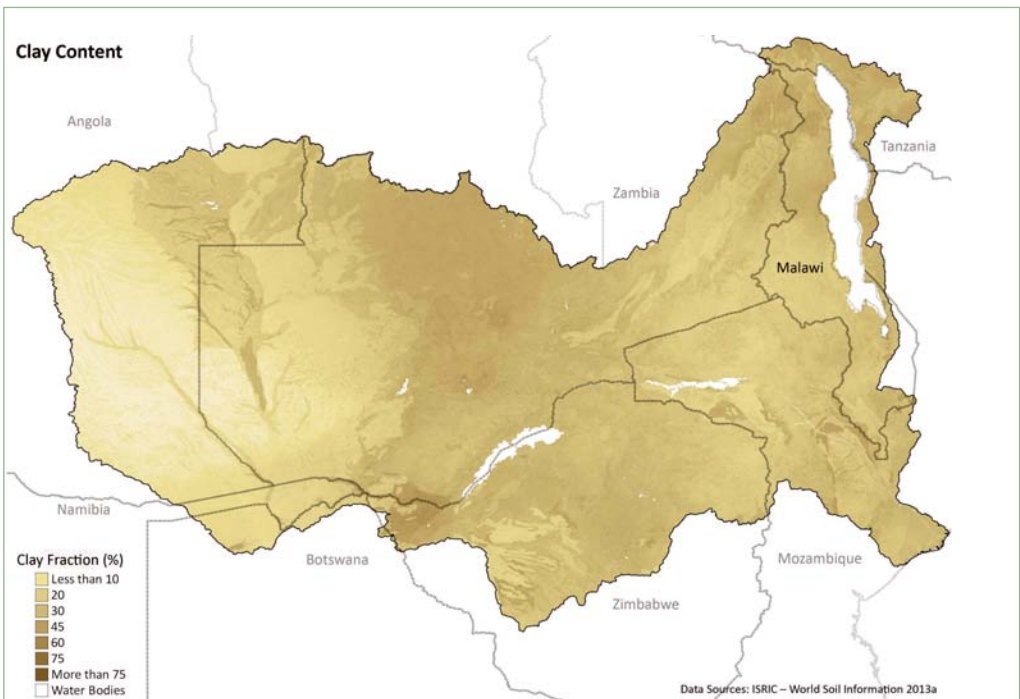 Clay Content
Angola
Tanzania
Zambia
Malawi
Namibia
Botswana
Mozambique
Zimbabwe
Clay Fraction (%)
Less than 10
20
30
45
60
75
More than 75
Water Bodies
Data Sources: ISRIC – World Soil Information 2013a